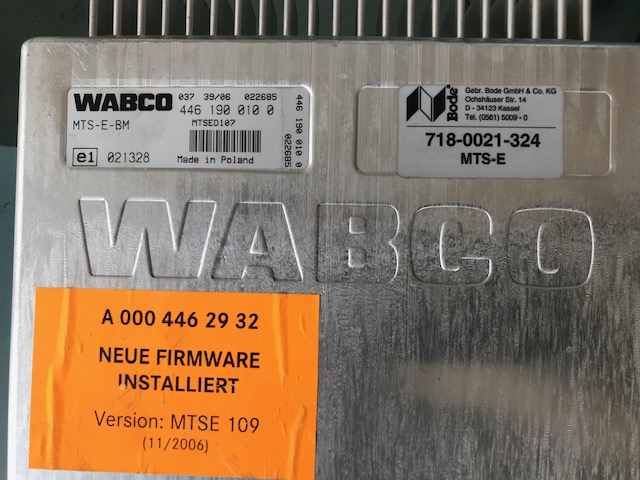 WABCO 037 39/06 022685
446 190 010 0
MTS-E-BM MTSED107
e1 021328 Made in Poland
446 190 010 0
022685
Bode
Gebr. Bode GmbH & Co. KG
Ochshäuser Str. 14
D - 34123 Kassel
Tel. (0561) 5009 - 0
718-0021-324
MTS-E
WABCO
A 000 446 29 32
NEUE FIRMWARE
INSTALLIERT
Version: MTSE 109
(11/2006)